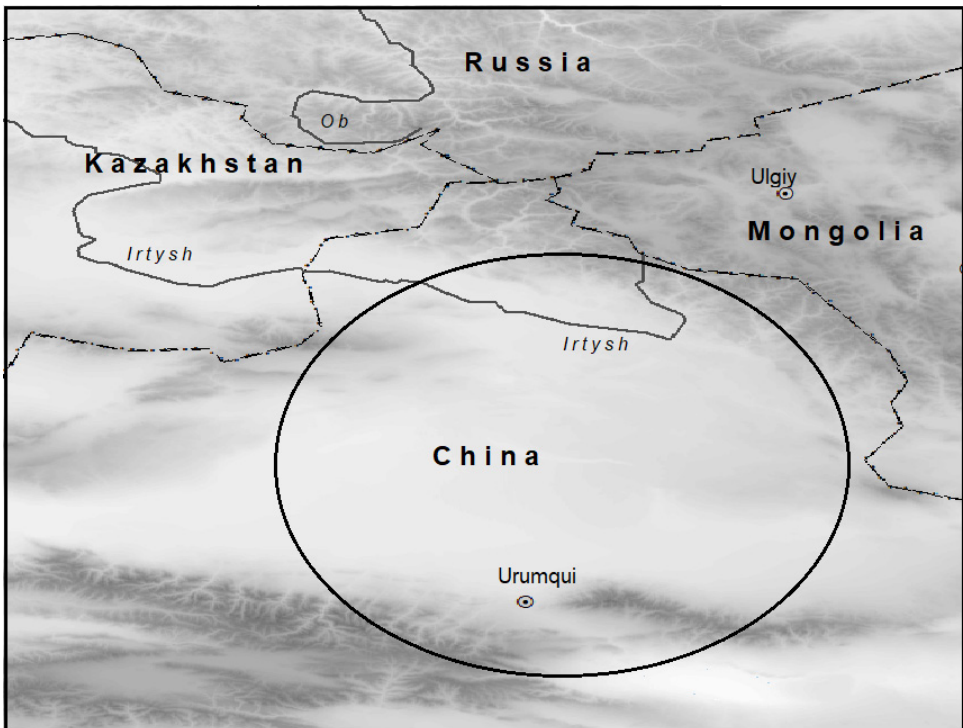 Russia
Ob
Kazakhstan
Ulgiy
Mongolia
Irtysh
Irtysh
China
Urumqui